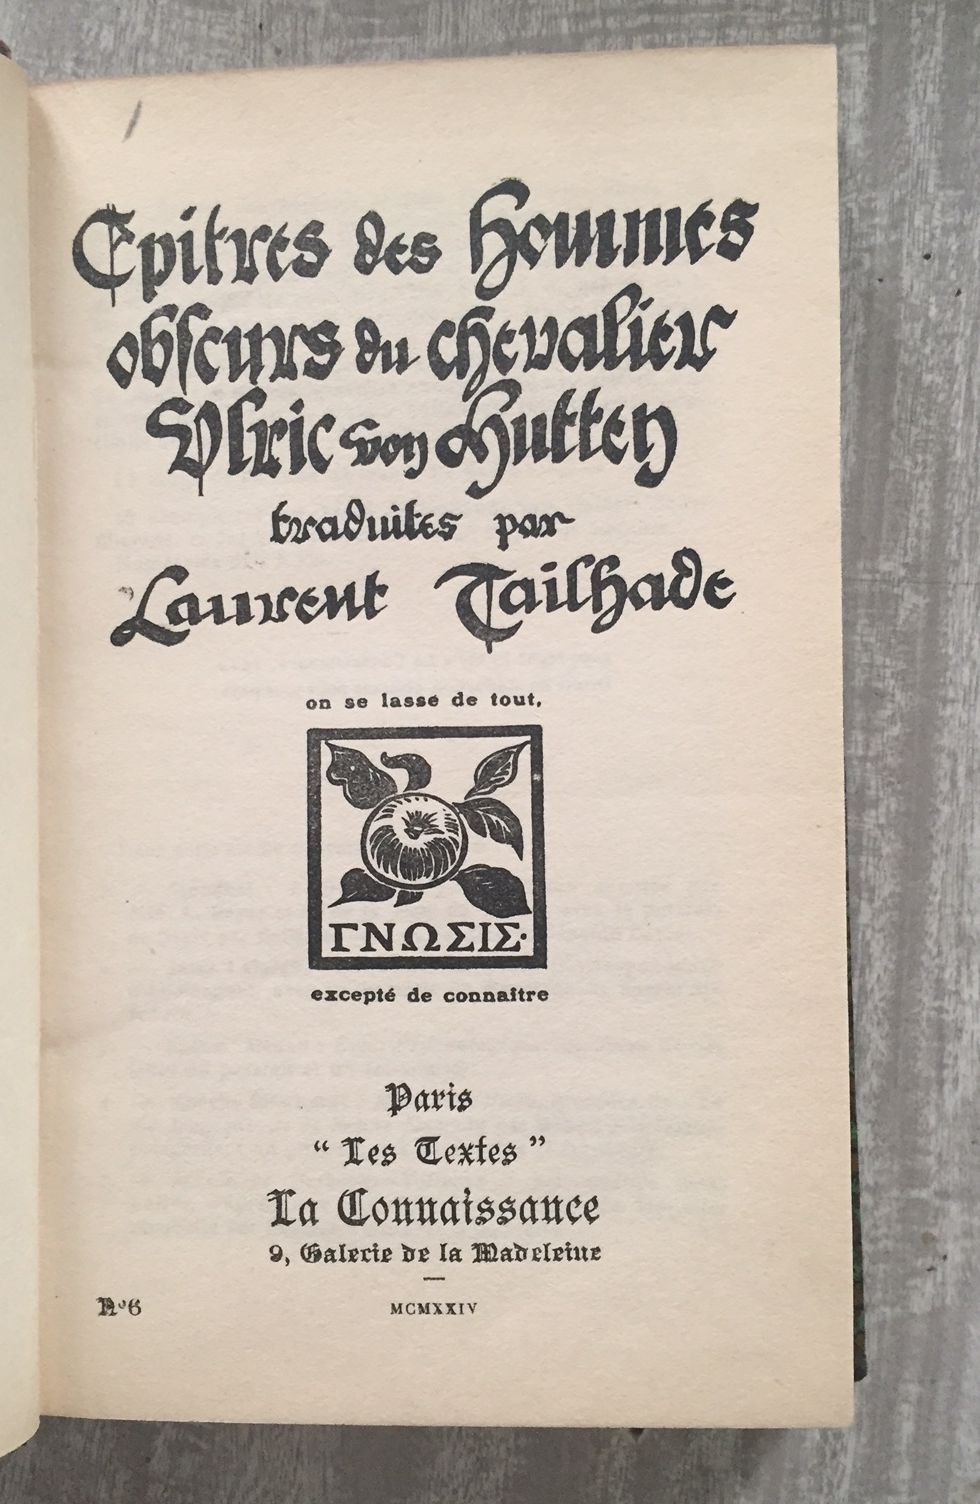 Epitres des Hommes
obscurs du chevalier
Ulric von Hutten
traduites par
Laurent Tailhade
on se lasse de tout,
ΓΝΩΣΙΣ·
excepté de connaître
Paris
“ Les Textes ”
La Connaissance
9, Galerie de la Madeleine
MCMXXIV
Nº6